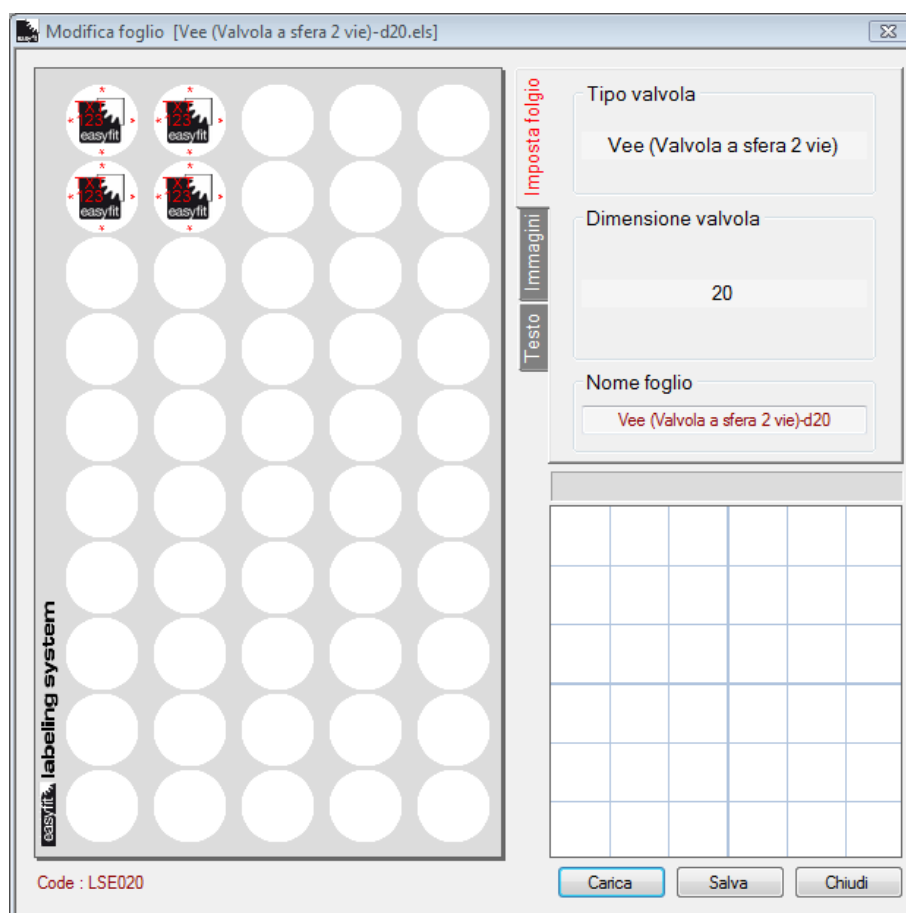 Modifica foglio [Vee (Valvola a sfera 2 vie)-d20.els]
TXT TXT
* 123 * * 123 *
easyfit easyfit
TXT TXT
* 123 * * 123 *
easyfit easyfit
easyfit labeling system
Code : LSE020
Imposta folgio
Immagini
Testo
Tipo valvola
Vee (Valvola a sfera 2 vie)
Dimensione valvola
20
Nome foglio
Vee (Valvola a sfera 2 vie)-d20
Carica Salva Chiudi